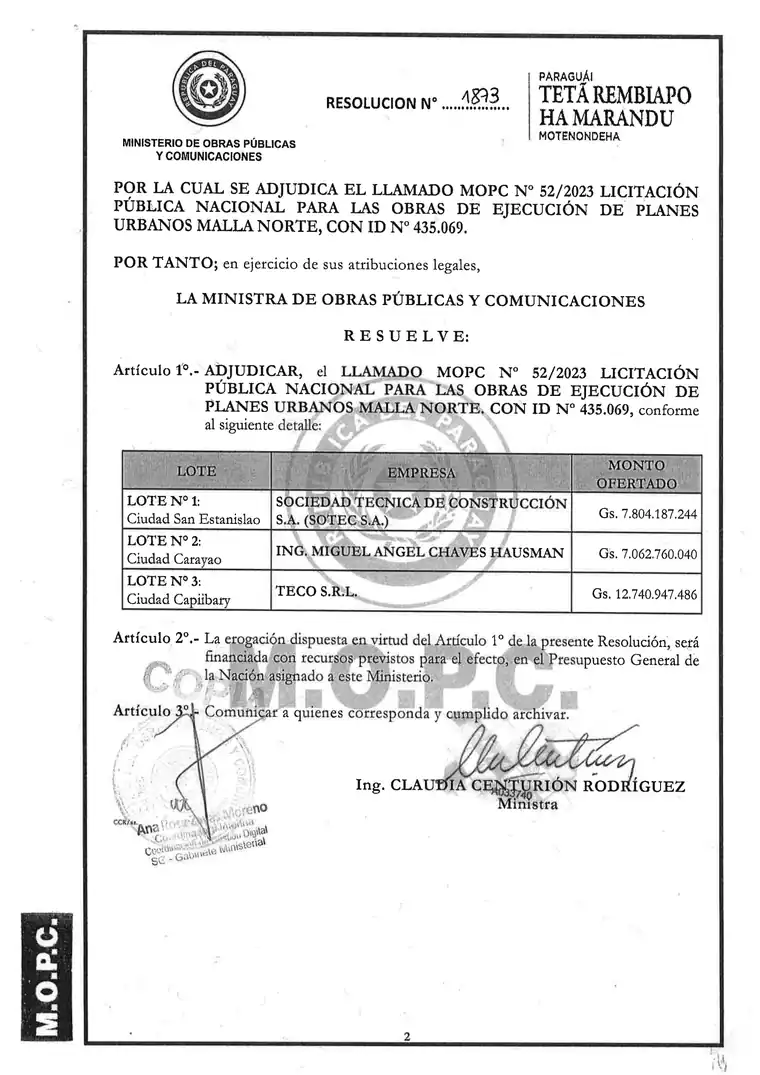 REPUBLICA DEL PARAGUAY
MINISTERIO DE OBRAS PÚBLICAS
Y COMUNICACIONES
RESOLUCION N° ...1873...
PARAGUÁI
TETÃ REMBIAPO
HA MARANDU
MOTENONDEHA
POR LA CUAL SE ADJUDICA EL LLAMADO MOPC N° 52/2023 LICITACIÓN
PÚBLICA NACIONAL PARA LAS OBRAS DE EJECUCIÓN DE PLANES
URBANOS MALLA NORTE, CON ID N° 435.069.
POR TANTO; en ejercicio de sus atribuciones legales,
LA MINISTRA DE OBRAS PÚBLICAS Y COMUNICACIONES
R E S U E L V E:
Artículo 1°.- ADJUDICAR, el LLAMADO MOPC N° 52/2023 LICITACIÓN
PÚBLICA NACIONAL PARA LAS OBRAS DE EJECUCIÓN DE
PLANES URBANOS MALLA NORTE. CON ID N° 435.069, conforme
al siguiente detalle:
LOTE EMPRESA MONTO OFERTADO
LOTE N° 1: SOCIEDAD TECNICA DE CONSTRUCCIÓN
Ciudad San Estanislao S.A. (SOTEC S.A.) Gs. 7.804.187.244
LOTE N° 2:
Ciudad Carayao ING. MIGUEL ANGEL CHAVES HAUSMAN Gs. 7.062.760.040
LOTE N° 3:
Ciudad Capiibary TECO S.R.L. Gs. 12.740.947.486
Artículo 2°.- La erogación dispuesta en virtud del Artículo 1° de la presente Resolución, será
financiada con recursos previstos para el efecto, en el Presupuesto General de
la Nación asignado a este Ministerio.
COPIA M.O.P.C.
Artículo 3°.- Comunicar a quienes corresponda y cumplido archivar.
Ing. CLAUDIA CENTURIÓN RODRÍGUEZ
A033740
Ministra
Ana Moreno
Digital
SG - Gabinete Ministerial
M.O.P.C.
2